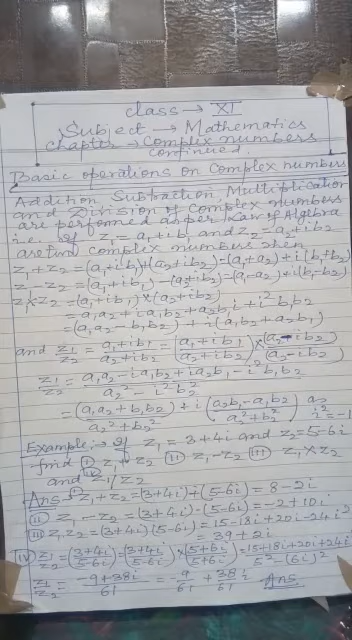 class → XI
Subject → Mathematics
chapter → Complex numbers
continued.
Basic operations on Complex numbers
Addition, Subtraction, Multiplication
and Division of Complex numbers
are performed as per Law of Algebra
i.e. If z₁ = a₁+ib₁ and z₂ = a₂+ib₂
are two complex numbers then
z₁+z₂ = (a₁+ib₁)+(a₂+ib₂) = (a₁+a₂)+i(b₁+b₂)
z₁-z₂ = (a₁+ib₁)-(a₂+ib₂) = (a₁-a₂)+i(b₁-b₂)
z₁×z₂ = (a₁+ib₁)×(a₂+ib₂)
= a₁a₂+ia₁b₂+a₂b₁i+i²b₁b₂
= (a₁a₂-b₁b₂)+i(a₁b₂+a₂b₁)
and z₁/z₂ = (a₁+ib₁)/(a₂+ib₂) = (a₁+ib₁)/(a₂+ib₂) × (a₂-ib₂)/(a₂-ib₂)
z₁/z₂ = (a₁a₂-ia₁b₂+ia₂b₁-i²b₁b₂)/(a₂²-i²b₂²)
= (a₁a₂+b₁b₂)/(a₂²+b₂²) + i((a₂b₁-a₁b₂)/(a₂²+b₂²)) as i²=-1
Example:→ If z₁ = 3+4i and z₂ = 5-6i
find (i) z₁+z₂ (ii) z₁-z₂ (iii) z₁×z₂
and z₁/z₂
Ans (i) z₁+z₂ = (3+4i)+(5-6i) = 8-2i
(ii) z₁-z₂ = (3+4i)-(5-6i) = -2+10i
(iii) z₁z₂ = (3+4i)(5-6i) = 15-18i+20i-24i²
= 39+2i
(iv) z₁/z₂ = (3+4i)/(5-6i) = (3+4i)/(5-6i) × (5+6i)/(5+6i) = (15+18i+20i+24i²)/(5²-(6i)²)
z₁/z₂ = (-9+38i)/61 = -9/61 + 38/61 i Ans